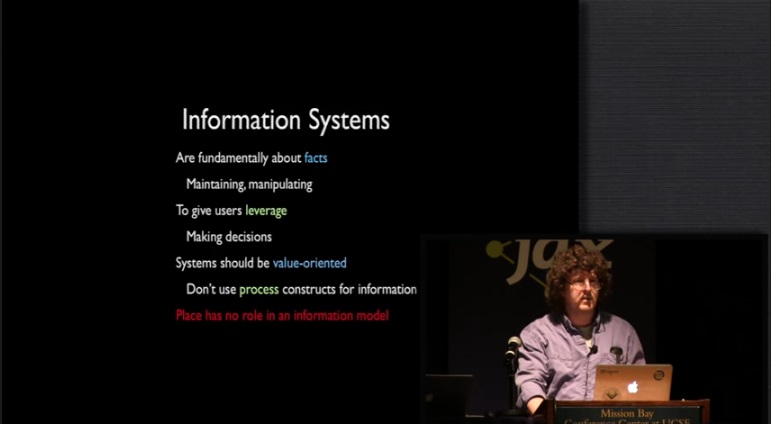 Information Systems
Are fundamentally about facts
Maintaining, manipulating
To give users leverage
Making decisions
Systems should be value-oriented
Don't use process constructs for information
Place has no role in an information model
jax
Mission Bay
Conference Center at UCSF